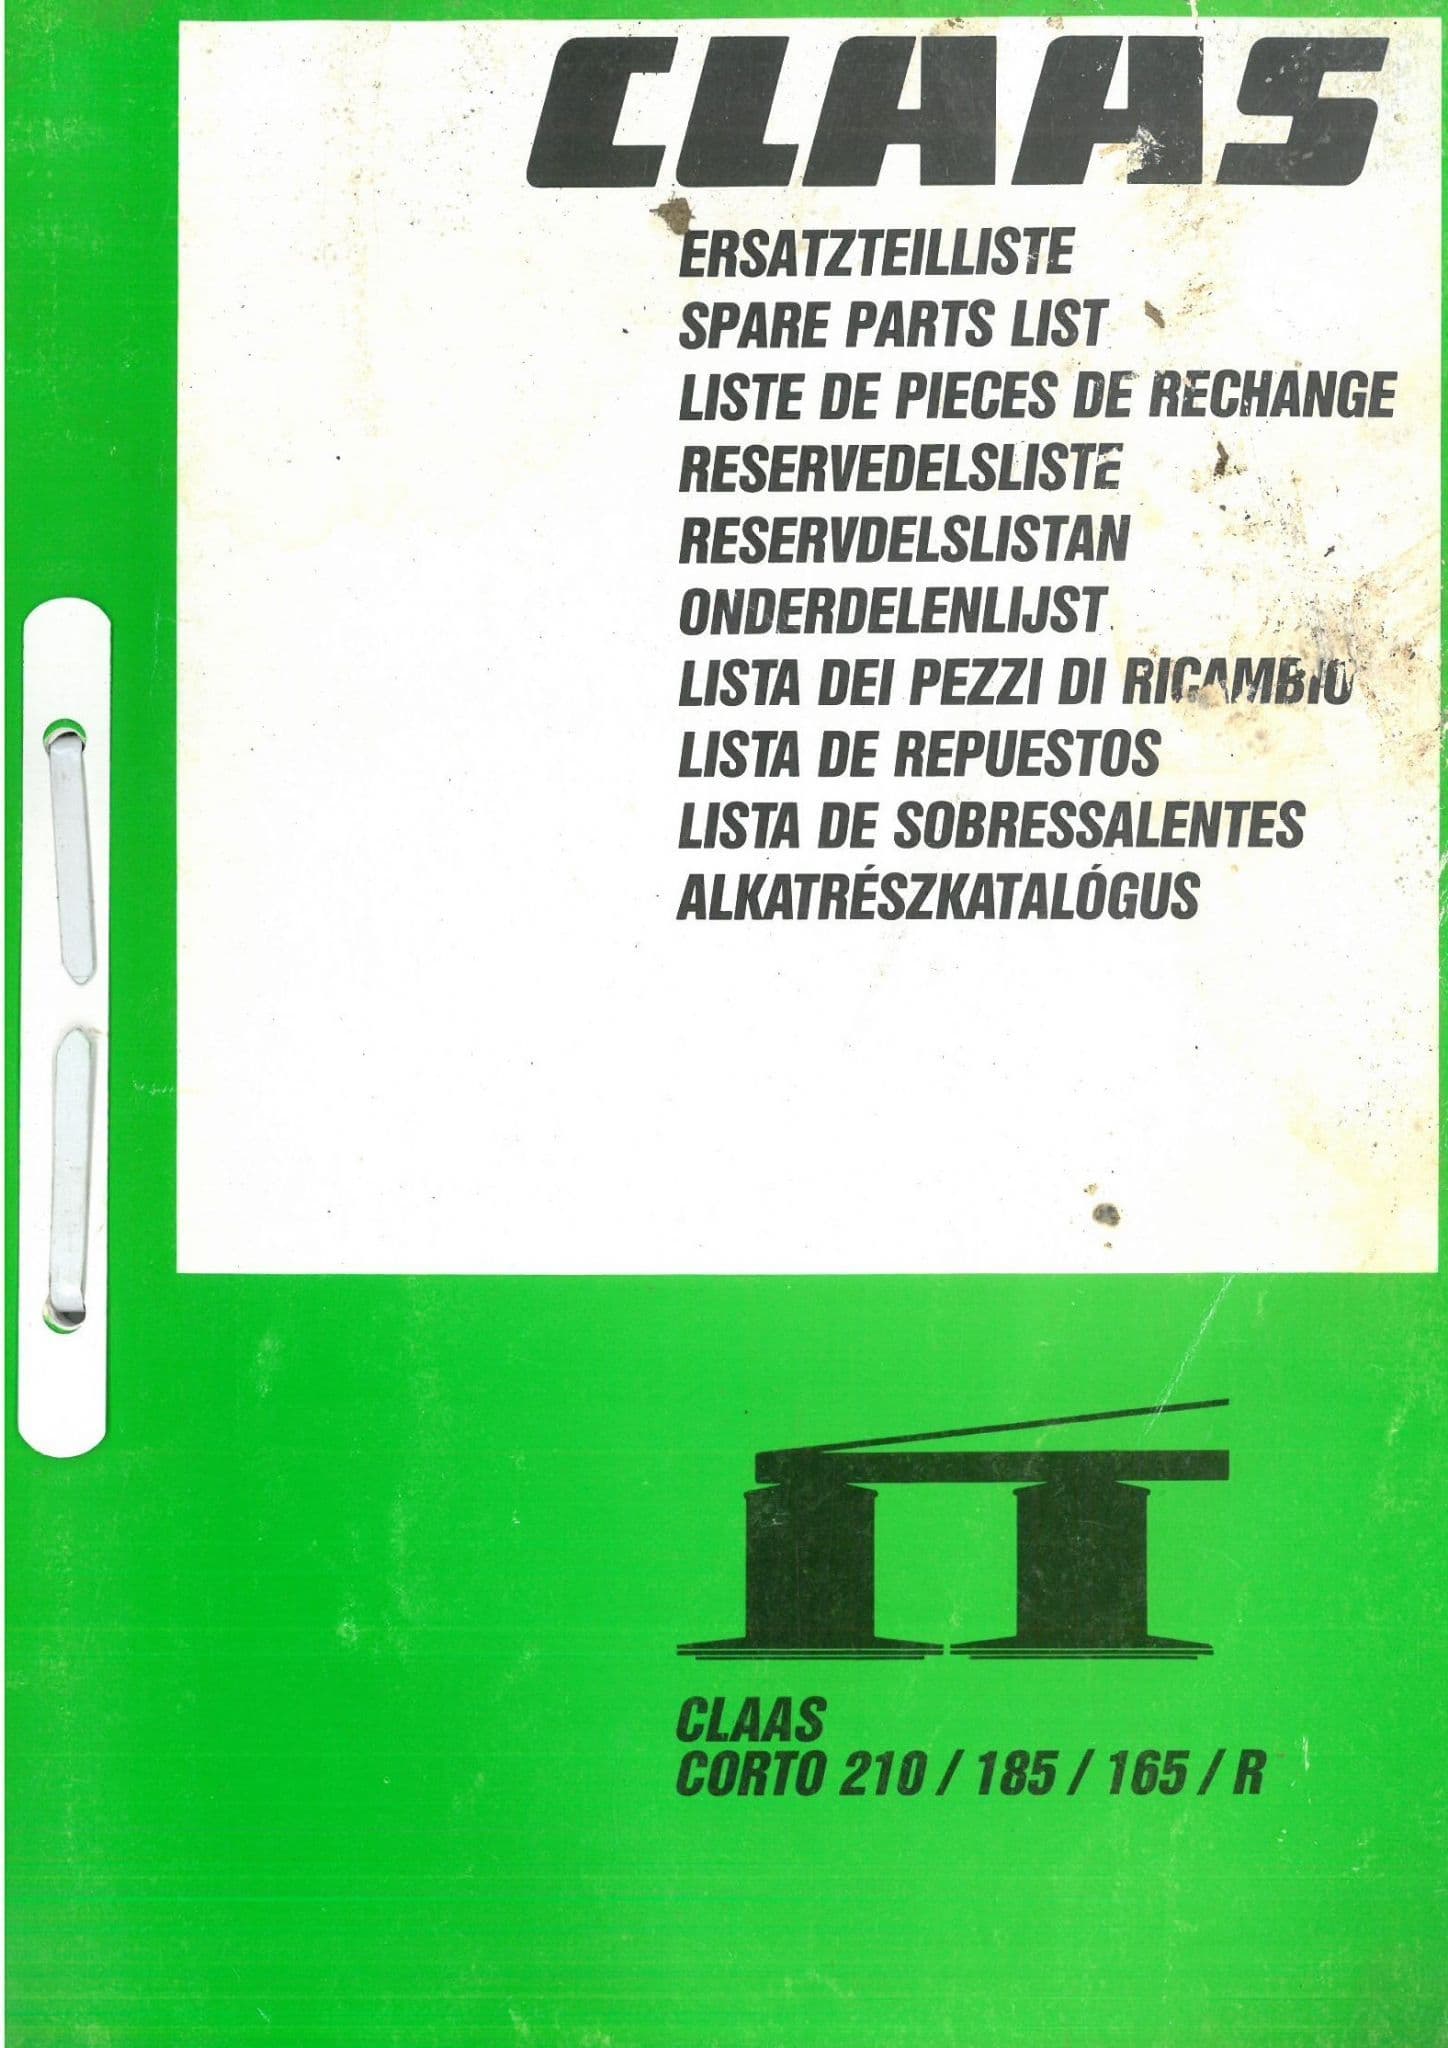 CLAAS
ERSATZTEILLISTE
SPARE PARTS LIST
LISTE DE PIECES DE RECHANGE
RESERVEDELSLISTE
RESERVDELSLISTAN
ONDERDELENLIJST
LISTA DEI PEZZI DI RICAMBIO
LISTA DE REPUESTOS
LISTA DE SOBRESSALENTES
ALKATRÉSZKATALÓGUS
CLAAS
CORTO 210 / 185 / 165 / R